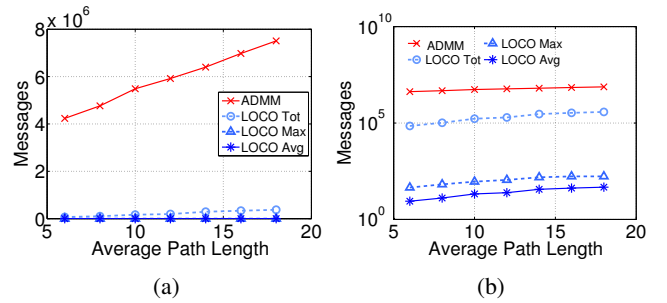 8 x 10^6
Messages
6
4
2
0
5
10
15
20
Average Path Length
ADMM
LOCO Tot
LOCO Max
LOCO Avg
(a)
10^10
10^5
10^0
Messages
ADMM
LOCO Max
LOCO Tot
LOCO Avg
5
10
15
20
Average Path Length
(b)